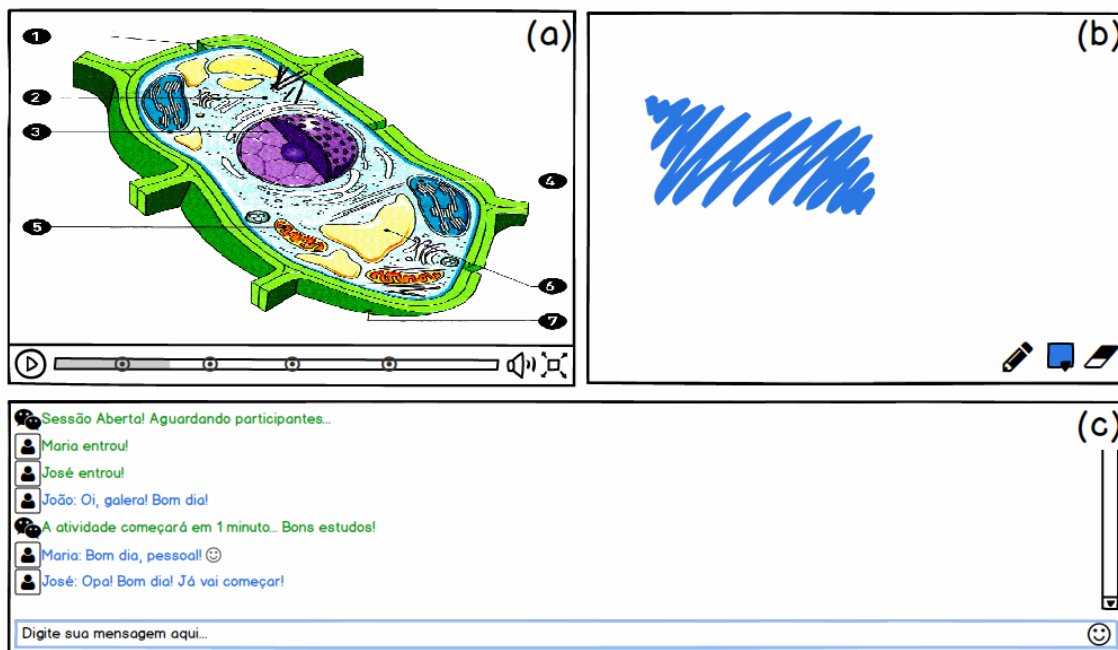 (a)
1
2
3
4
5
6
7
(b)
(c)
Sessão Aberta! Aguardando participantes...
Maria entrou!
José entrou!
João: Oi, galera! Bom dia!
A atividade começará em 1 minuto... Bons estudos!
Maria: Bom dia, pessoal!
José: Opa! Bom dia! Já vai começar!
Digite sua mensagem aqui...